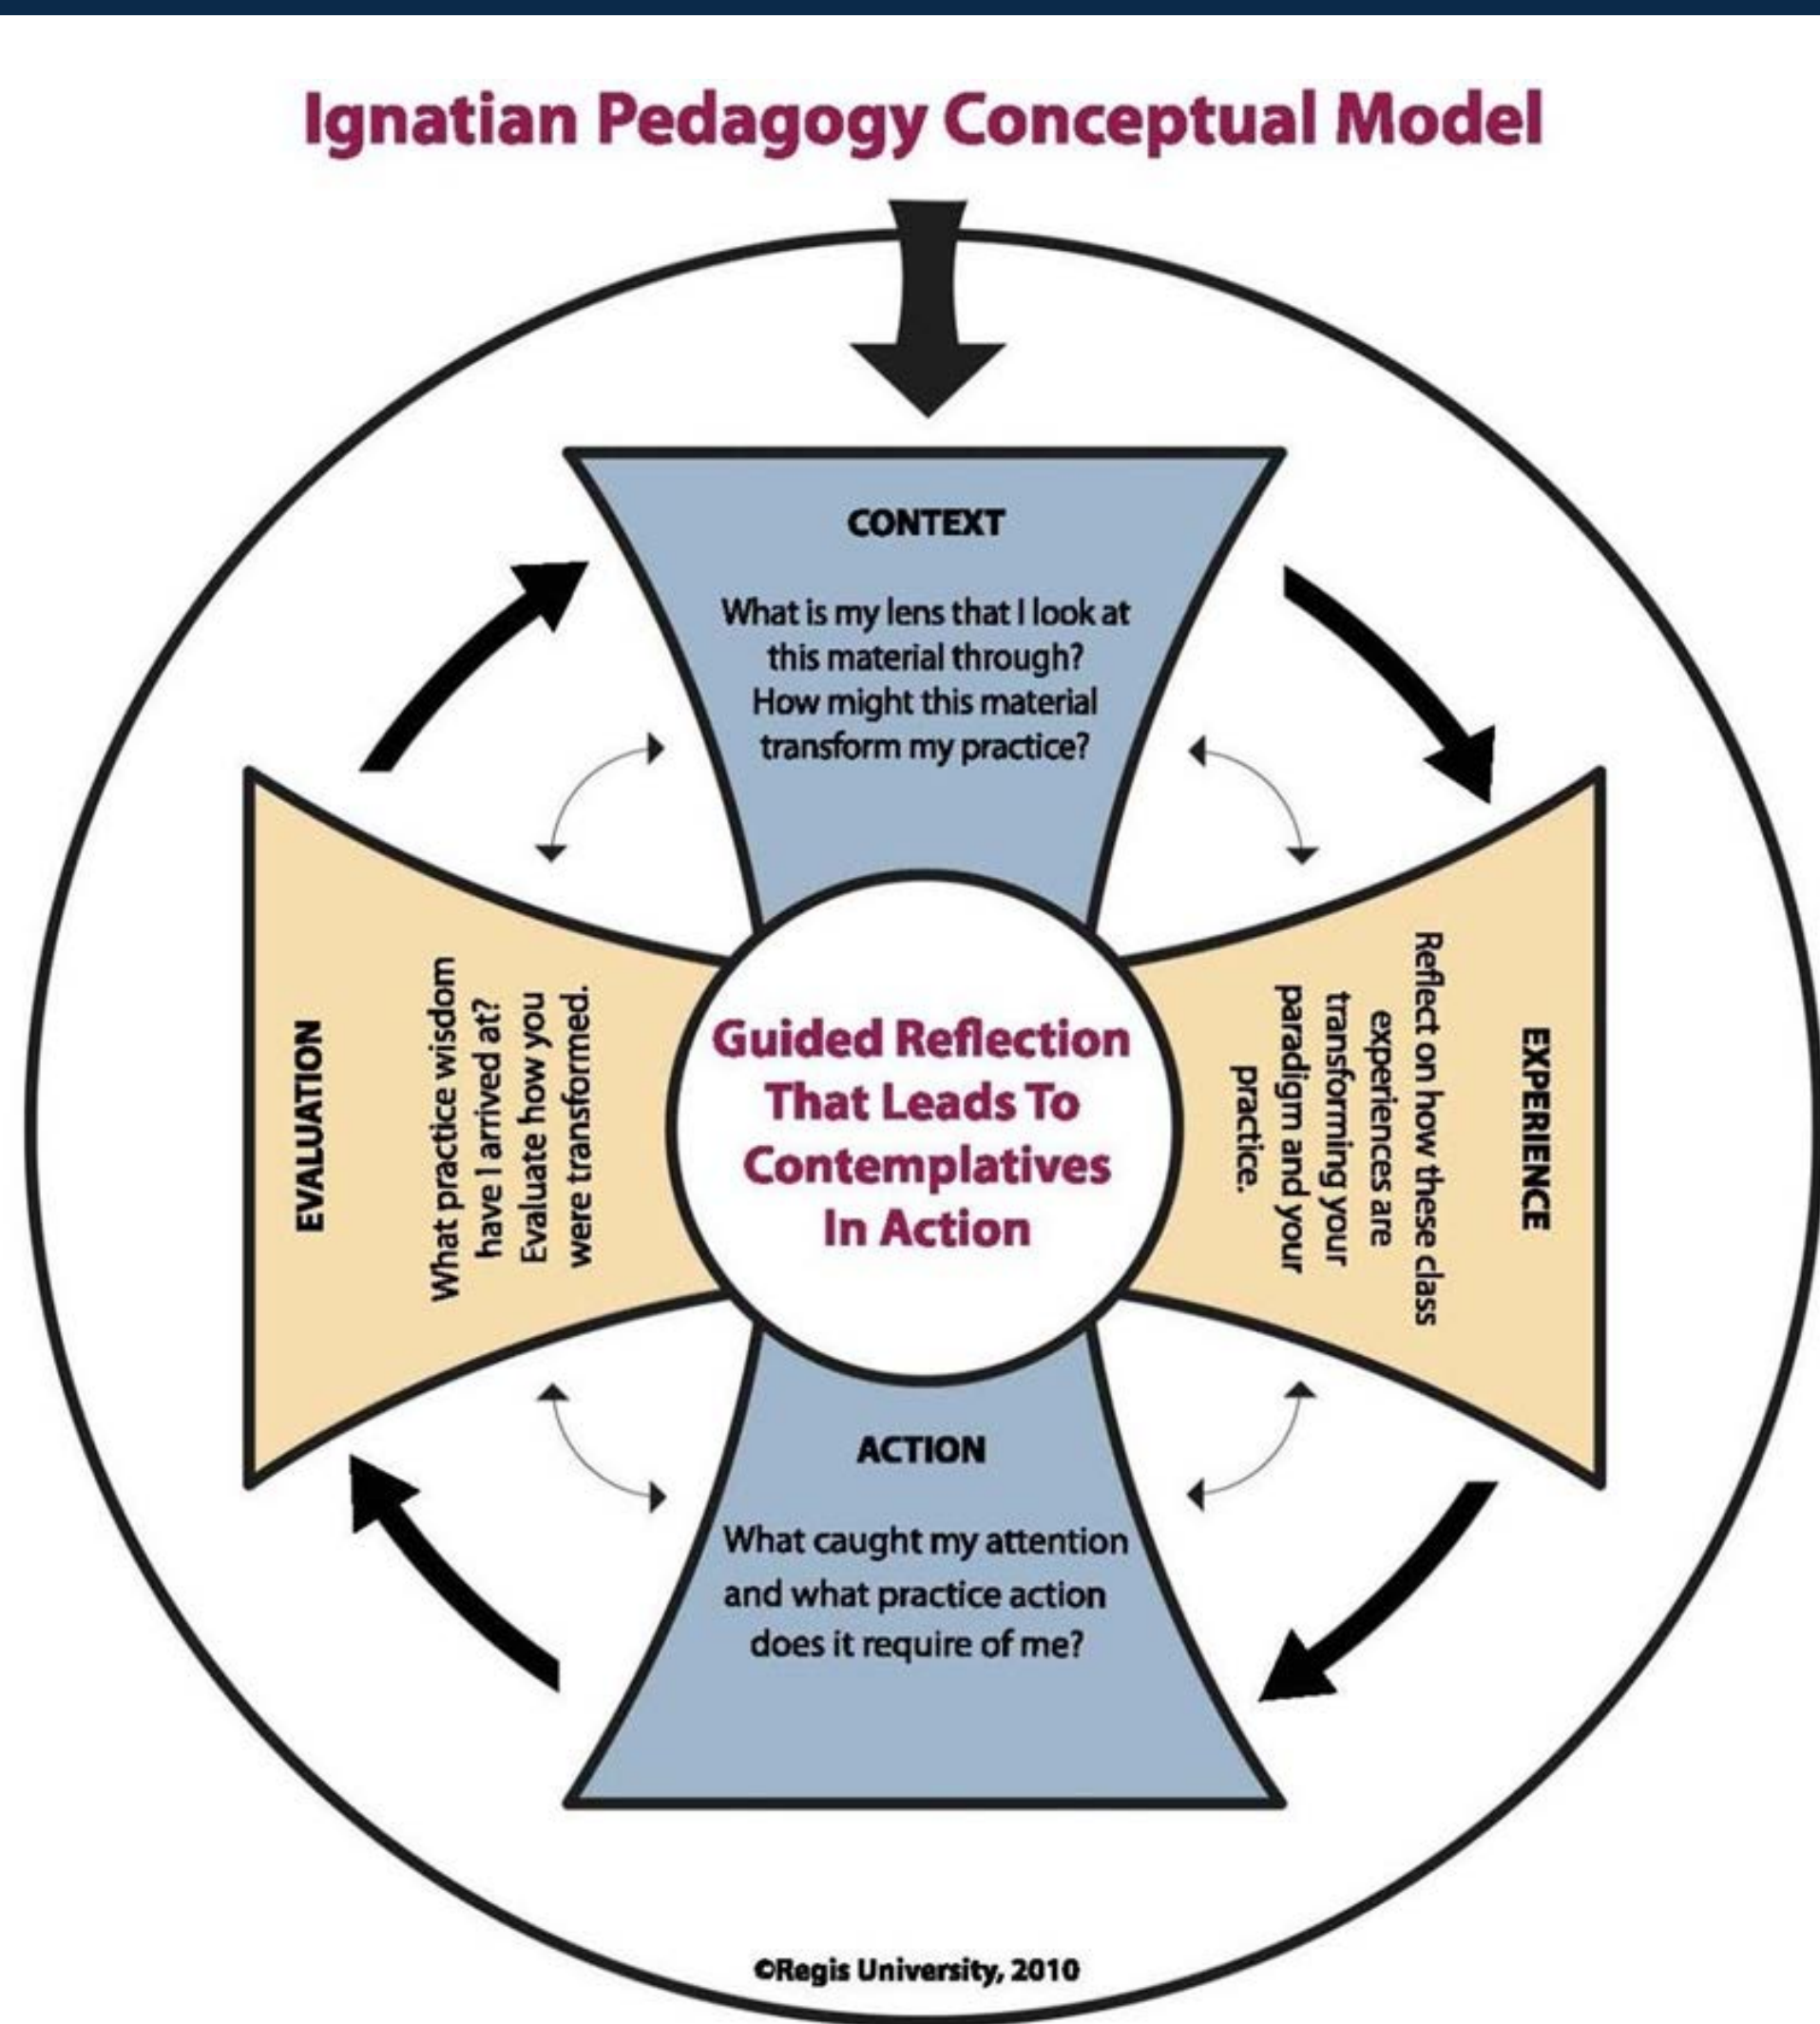 Ignatian Pedagogy Conceptual Model
CONTEXT
What is my lens that I look at
this material through?
How might this material
transform my practice?
EXPERIENCE
Reflect on how these class
experiences are
transforming your
paradigm and your
practice.
Guided Reflection
That Leads To
Contemplatives
In Action
ACTION
What caught my attention
and what practice action
does it require of me?
EVALUATION
What practice wisdom
have I arrived at?
Evaluate how you
were transformed.
©Regis University, 2010